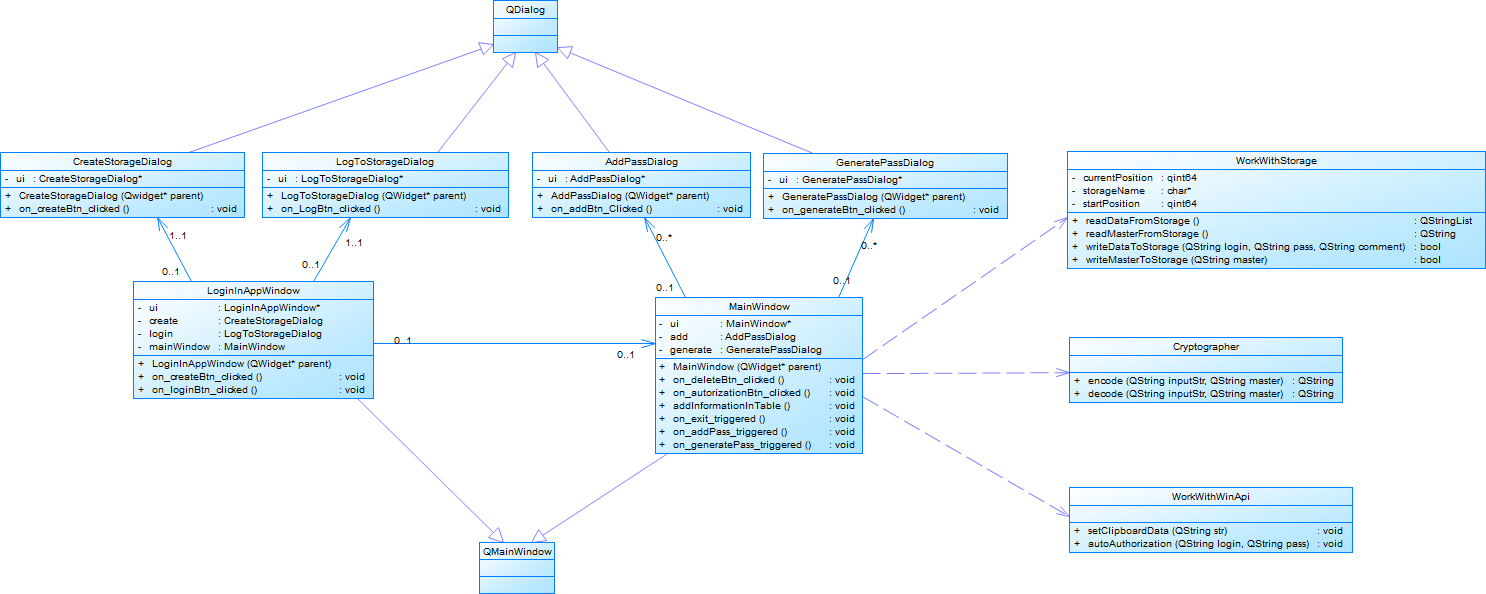 QDialog
CreateStorageDialog
- ui : CreateStorageDialog*
+ CreateStorageDialog (Qwidget* parent)
+ on_createBtn_clicked () : void
LogToStorageDialog
- ui : LogToStorageDialog*
+ LogToStorageDialog (QWidget* parent)
+ on_LogBtn_clicked () : void
AddPassDialog
- ui : AddPassDialog*
+ AddPassDialog (QWidget* parent)
+ on_addBtn_Clicked () : void
GeneratePassDialog
- ui : GeneratePassDialog*
+ GeneratePassDialog (QWidget* parent)
+ on_generateBtn_clicked () : void
WorkWithStorage
- currentPosition : qint64
- storageName : char*
- startPosition : qint64
+ readDataFromStorage () : QStringList
+ readMasterFromStorage () : QString
+ writeDataToStorage (QString login, QString pass, QString comment) : bool
+ writeMasterToStorage (QString master) : bool
1..1
0..1
1..1
0..1
0..*
0..1
0..*
0..1
LoginInAppWindow
- ui : LoginInAppWindow*
- create : CreateStorageDialog
- login : LogToStorageDialog
- mainWindow : MainWindow
+ LoginInAppWindow (QWidget* parent)
+ on_createBtn_clicked () : void
+ on_loginBtn_clicked () : void
0..1
0..1
MainWindow
- ui : MainWindow*
- add : AddPassDialog
- generate : GeneratePassDialog
+ MainWindow (QWidget* parent)
+ on_deleteBtn_clicked () : void
+ on_autorizationBtn_clicked () : void
+ addInformationInTable () : void
+ on_exit_triggered () : void
+ on_addPass_triggered () : void
+ on_generatePass_triggered () : void
Cryptographer
+ encode (QString inputStr, QString master) : QString
+ decode (QString inputStr, QString master) : QString
WorkWithWinApi
+ setClipboardData (QString str) : void
+ autoAuthorization (QString login, QString pass) : void
QMainWindow